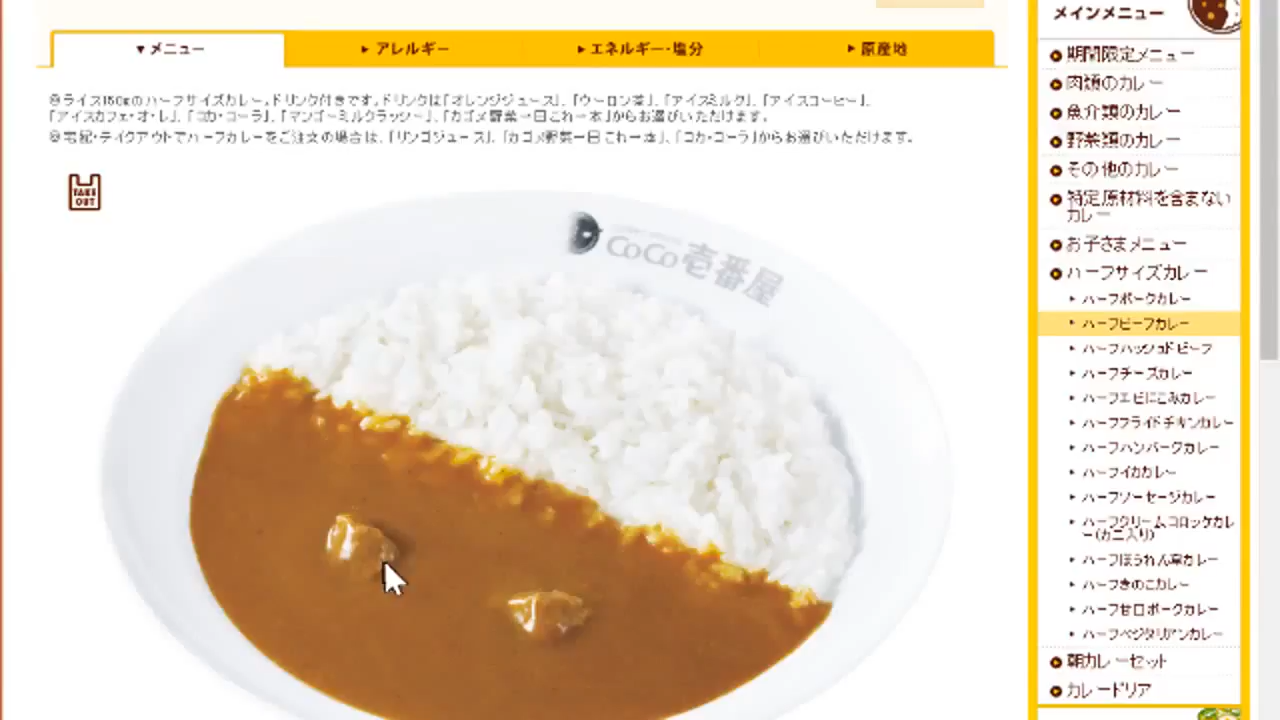 ▼メニュー
▶ アレルギー
▶ エネルギー・塩分
▶ 原産地
※ライス150gのハーフサイズカレー。ドリンク付きです。ドリンクは「オレンジジュース」、「ウーロン茶」、「アイスミルク」、「アイスコーヒー」、
「アイスカフェ・オ・レ」、「コカ・コーラ」、「マンゴーミルクラッシー」、「カゴメ野菜一日これ一本」からお選びいただけます。
※宅配・テイクアウトでハーフカレーをご注文の場合は、「リンゴジュース」、「カゴメ野菜一日これ一本」、「コカ・コーラ」からお選びいただけます。
TAKE
OUT
CoCo壱番屋
メインメニュー
期間限定メニュー
肉類のカレー
魚介類のカレー
野菜類のカレー
その他のカレー
特定原材料を含まない
カレー
お子さまメニュー
ハーフサイズカレー
ハーフポークカレー
ハーフビーフカレー
ハーフハッシュドビーフ
ハーフチーズカレー
ハーフエビにこみカレー
ハーフフライドチキンカレー
ハーフハンバーグカレー
ハーフイカカレー
ハーフソーセージカレー
ハーフクリームコロッケカレ
ー(カニ入り)
ハーフほうれん草カレー
ハーフきのこカレー
ハーフ甘口ポークカレー
ハーフベジタリアンカレー
朝カレーセット
カレードリア